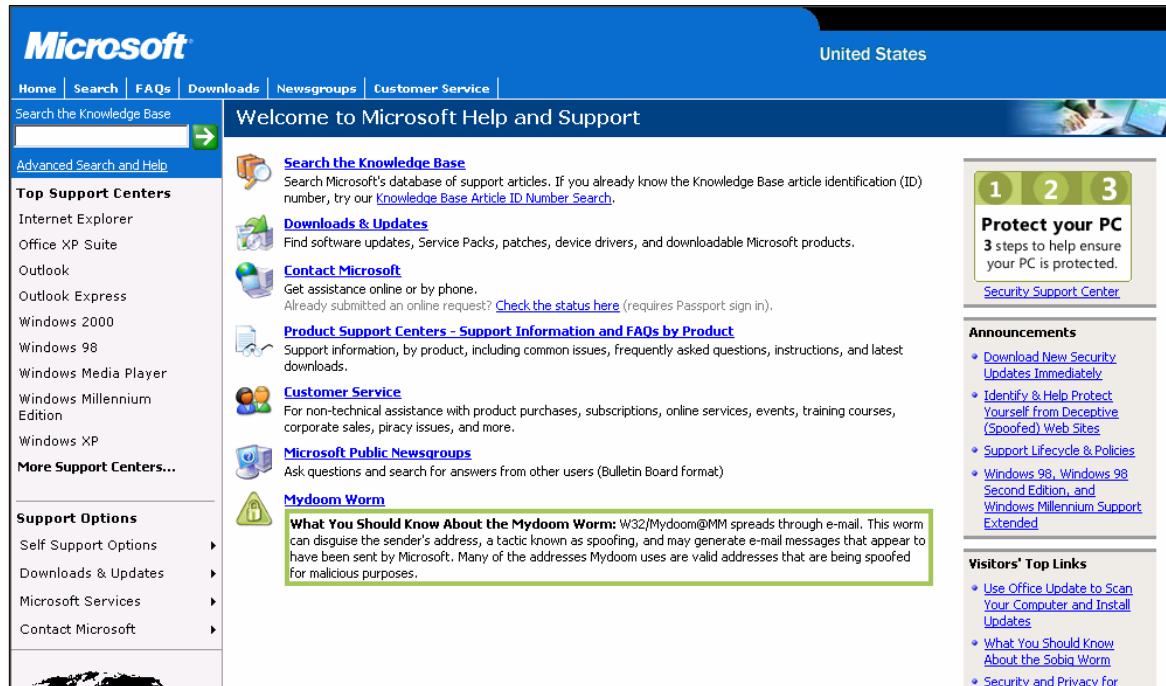 Microsoft
United States
Home
Search
FAQs
Downloads
Newsgroups
Customer Service
Search the Knowledge Base
Advanced Search and Help
Top Support Centers
Internet Explorer
Office XP Suite
Outlook
Outlook Express
Windows 2000
Windows 98
Windows Media Player
Windows Millennium
Edition
Windows XP
More Support Centers...
Support Options
Self Support Options
Downloads & Updates
Microsoft Services
Contact Microsoft
Welcome to Microsoft Help and Support
Search the Knowledge Base
Search Microsoft's database of support articles. If you already know the Knowledge Base article identification (ID)
number, try our Knowledge Base Article ID Number Search.
Downloads & Updates
Find software updates, Service Packs, patches, device drivers, and downloadable Microsoft products.
Contact Microsoft
Get assistance online or by phone.
Already submitted an online request? Check the status here (requires Passport sign in).
Product Support Centers - Support Information and FAQs by Product
Support information, by product, including common issues, frequently asked questions, instructions, and latest
downloads.
Customer Service
For non-technical assistance with product purchases, subscriptions, online services, events, training courses,
corporate sales, piracy issues, and more.
Microsoft Public Newsgroups
Ask questions and search for answers from other users (Bulletin Board format)
Mydoom Worm
What You Should Know About the Mydoom Worm: W32/Mydoom@MM spreads through e-mail. This worm
can disguise the sender's address, a tactic known as spoofing, and may generate e-mail messages that appear to
have been sent by Microsoft. Many of the addresses Mydoom uses are valid addresses that are being spoofed
for malicious purposes.
1 2 3
Protect your PC
3 steps to help ensure
your PC is protected.
Security Support Center
Announcements
Download New Security
Updates Immediately
Identify & Help Protect
Yourself from Deceptive
(Spoofed) Web Sites
Support Lifecycle & Policies
Windows 98, Windows 98
Second Edition, and
Windows Millennium Support
Extended
Visitors' Top Links
Use Office Update to Scan
Your Computer and Install
Updates
What You Should Know
About the Sobig Worm
Security and Privacy for